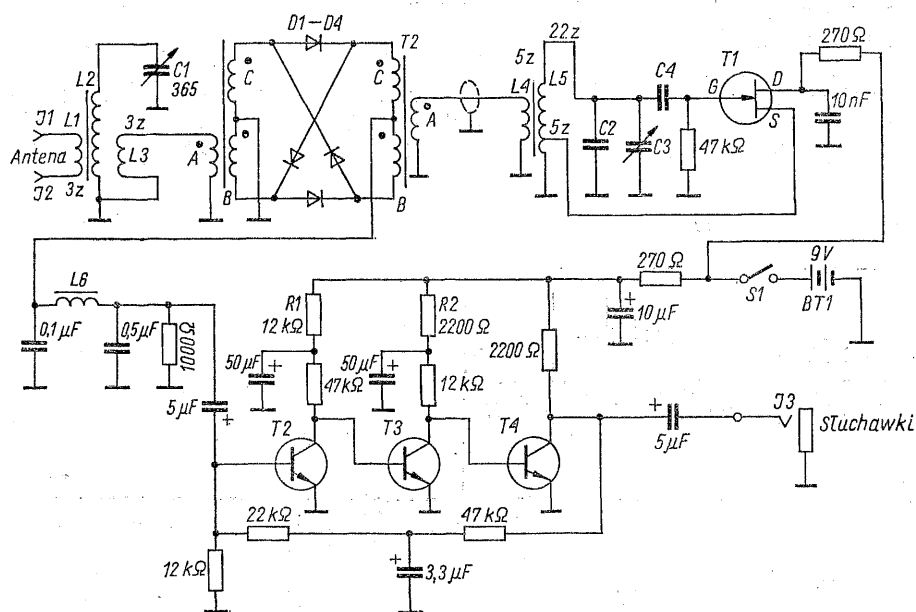 D1–D4
T2
L2
C1
365
J1
L1
Antena
J2
3z
3z
L3
A
C
B
C
B
A
L4
5z
22z
L5
5z
C4
C2
C3
G
T1
D
S
47 kΩ
270 Ω
10 nF
L6
0,1 μF
0,5 μF
1000 Ω
5 μF
+
R1
12 kΩ
50 μF
+
47 kΩ
R2
2200 Ω
50 μF
+
12 kΩ
2200 Ω
270 Ω
+
10 μF
S1
9V
BT1
T2
T3
T4
+
5 μF
J3
Słuchawki
22 kΩ
47 kΩ
12 kΩ
+
3,3 μF